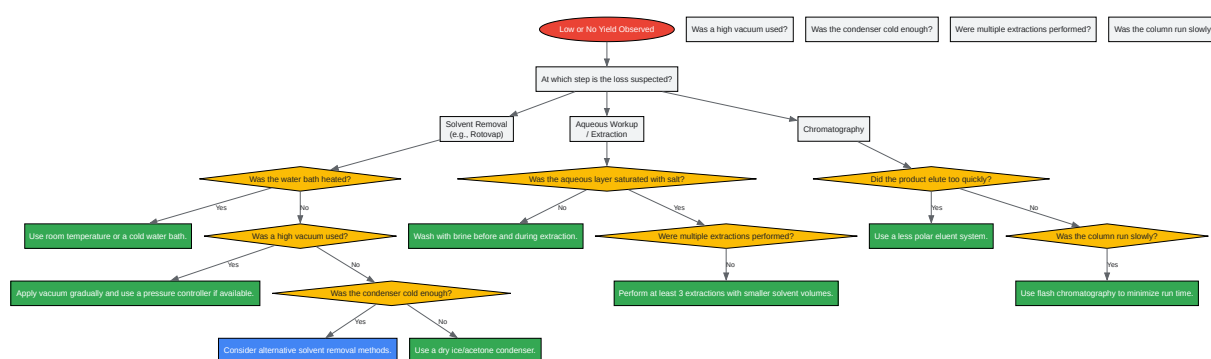 Low or No Yield Observed
Was a high vacuum used?
Was the condenser cold enough?
Were multiple extractions performed?
Was the column run slowly
At which step is the loss suspected?
Solvent Removal
(e.g., Rotovap)
Aqueous Workup
/ Extraction
Chromatography
Was the water bath heated?
Was the aqueous layer saturated with salt?
Did the product elute too quickly?
Yes
No
No
Yes
Yes
No
Use room temperature or a cold water bath.
Was a high vacuum used?
Wash with brine before and during extraction.
Were multiple extractions performed?
Use a less polar eluent system.
Was the column run slowly?
Yes
No
No
Yes
Apply vacuum gradually and use a pressure controller if available.
Was the condenser cold enough?
Perform at least 3 extractions with smaller solvent volumes.
Use flash chromatography to minimize run time.
Yes
No
Consider alternative solvent removal methods.
Use a dry ice/acetone condenser.